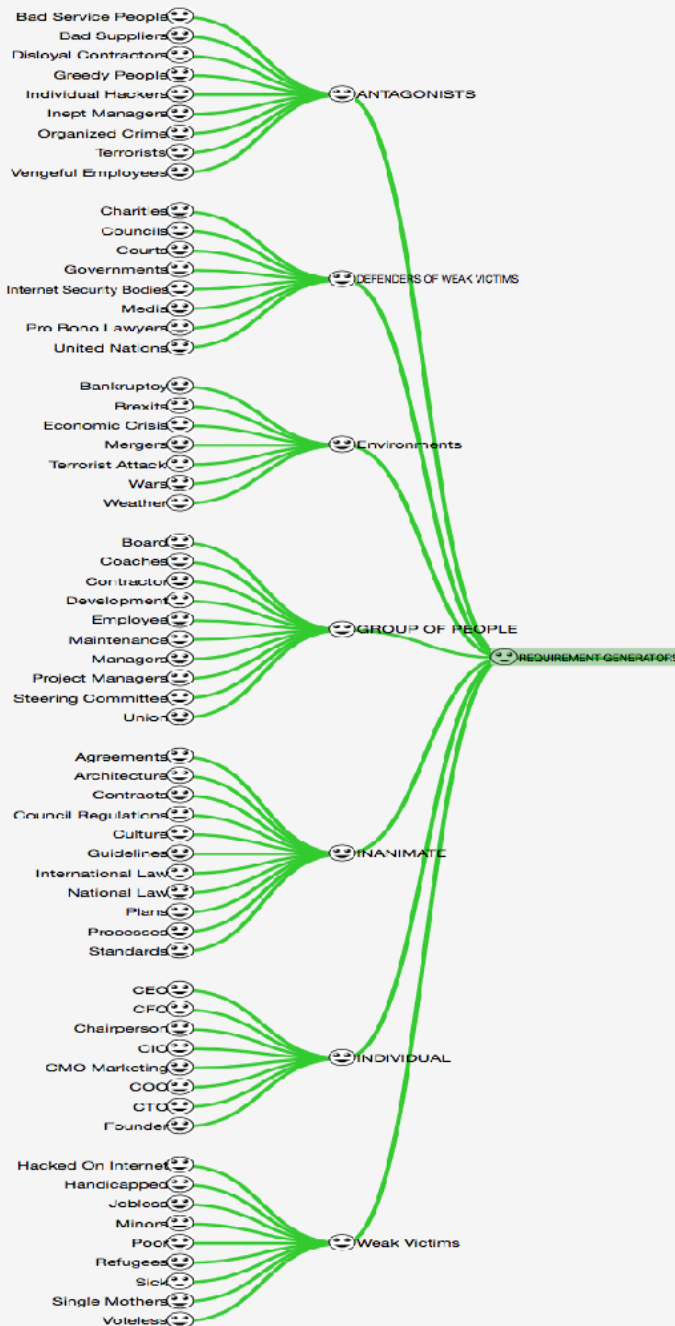 Bad Service People
Bad Suppliers
Disloyal Contractors
Greedy People
Individual Hackers
Inept Managers
Organized Crime
Terrorists
Vengeful Employees
ANTAGONISTS
Charities
Councils
Courts
Governments
Internet Security Bodies
Media
Pro Bono Lawyers
United Nations
DEFENDERS OF WEAK VICTIMS
Bankruptcy
Brexits
Economic Crisis
Mergers
Terrorist Attack
Wars
Weather
Environments
Board
Coaches
Contractor
Development
Employee
Maintenance
Managers
Project Managers
Steering Committee
Union
GROUP OF PEOPLE
REQUIREMENT GENERATORS
Agreements
Architecture
Contracts
Council Regulations
Culture
Guidelines
International Law
National Law
Plans
Processes
Standards
INANIMATE
CEO
CFO
Chairperson
CIO
CMO Marketing
COO
CTO
Founder
INDIVIDUAL
Hacked On Internet
Handicapped
Jobless
Minors
Poor
Refugees
Sick
Single Mothers
Voteless
Weak Victims